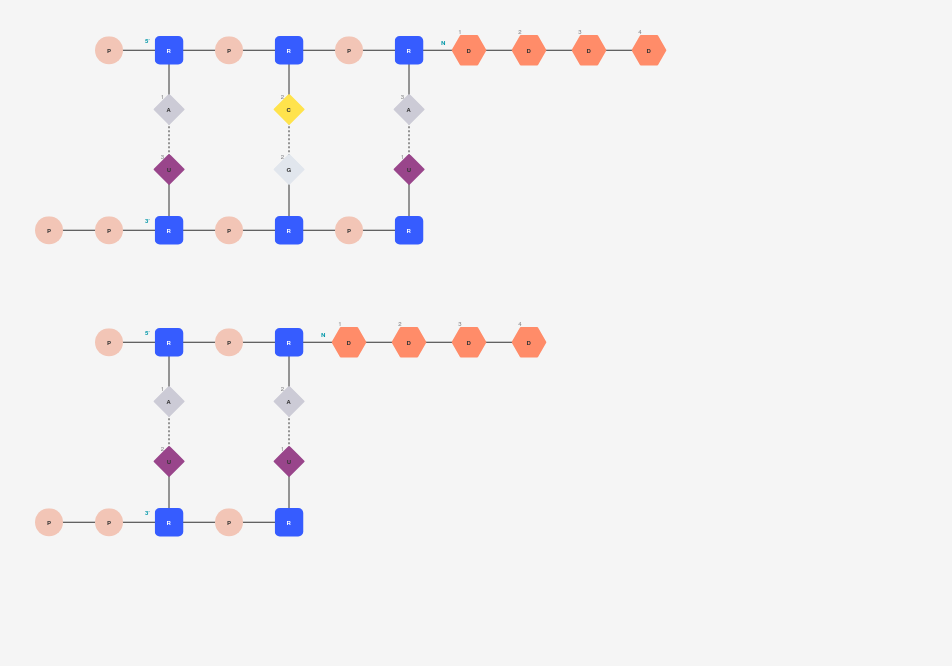 1 2 3 4
5' N
P R P R P R D D D D
1 2 3
A C A
3 2 1
U G U
3'
P P R P R P R
1 2 3 4
5' N
P R P R D D D D
1 2
A A
2 1
U U
3'
P P R P R